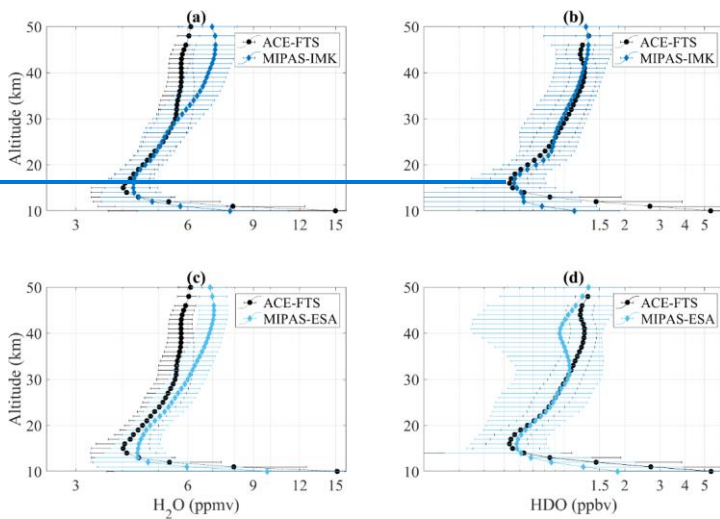 (a)
(b)
50
40
30
20
10
Altitude (km)
ACE-FTS
MIPAS-IMK
3
6
9
12
15
50
40
30
20
10
ACE-FTS
MIPAS-IMK
1.5
2
3
4
5
(c)
(d)
50
40
30
20
10
Altitude (km)
ACE-FTS
MIPAS-ESA
3
6
9
12
15
H2O (ppmv)
50
40
30
20
10
ACE-FTS
MIPAS-ESA
1.5
2
3
4
5
HDO (ppbv)